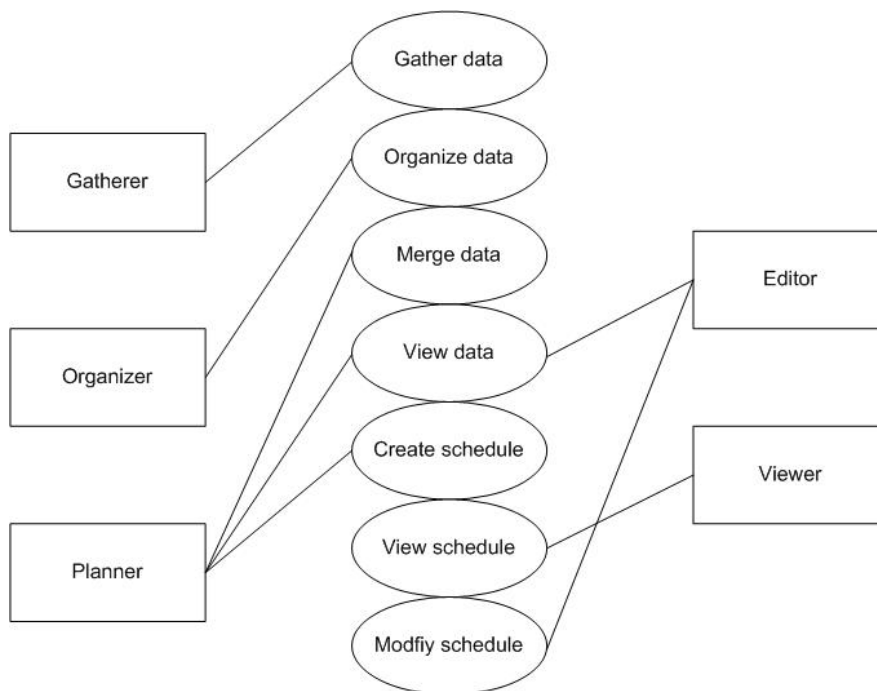 Gather data
Organize data
Gatherer
Merge data
Editor
View data
Organizer
Create schedule
Viewer
View schedule
Planner
Modfiy schedule